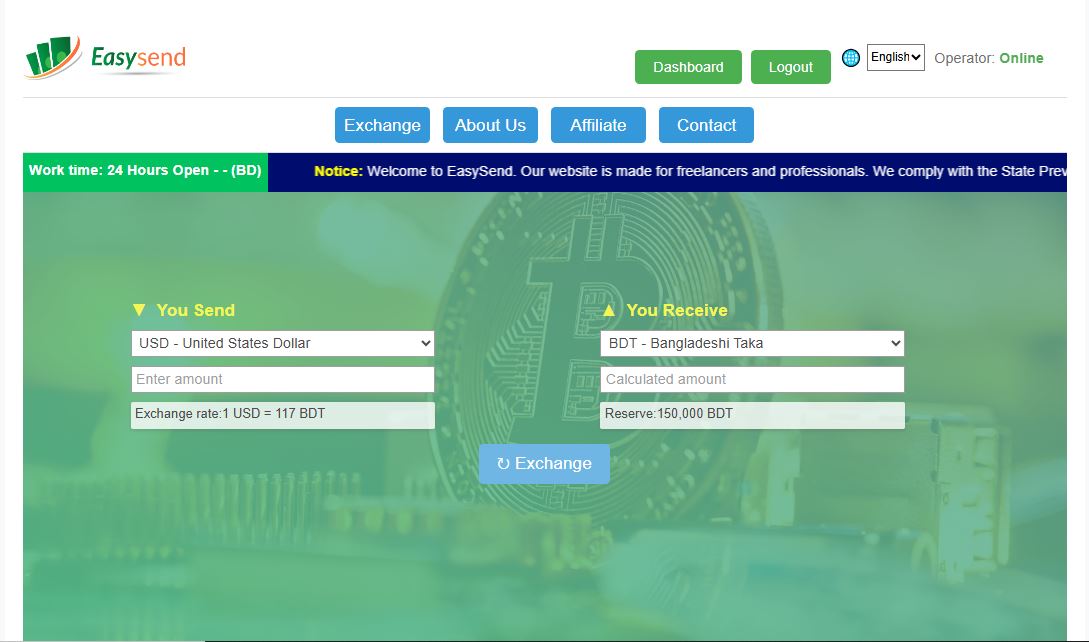 Easysend
Dashboard
Logout
English
Operator: Online
Exchange
About Us
Affiliate
Contact
Work time: 24 Hours Open - - (BD)
Notice: Welcome to EasySend. Our website is made for freelancers and professionals. We comply with the State Prev
▼ You Send
USD - United States Dollar
Enter amount
Exchange rate:1 USD = 117 BDT
▲ You Receive
BDT - Bangladeshi Taka
Calculated amount
Reserve:150,000 BDT
↻ Exchange